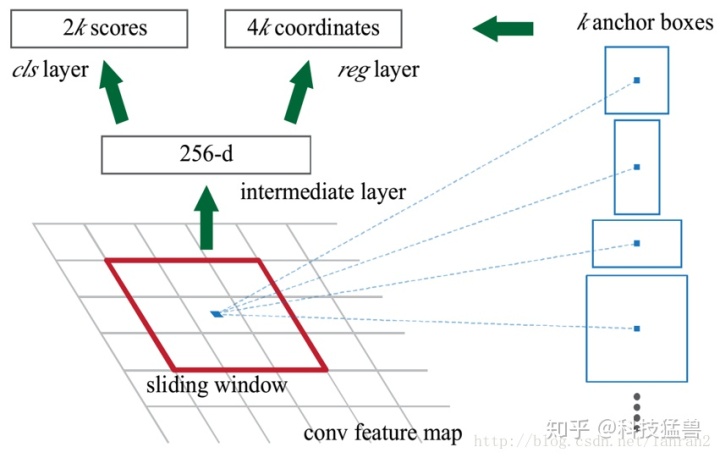 2k scores
4k coordinates
k anchor boxes
cls layer
reg layer
256-d
intermediate layer
sliding window
conv feature map
知乎 @科技猛兽
http://blog.csdn.net/lanran2